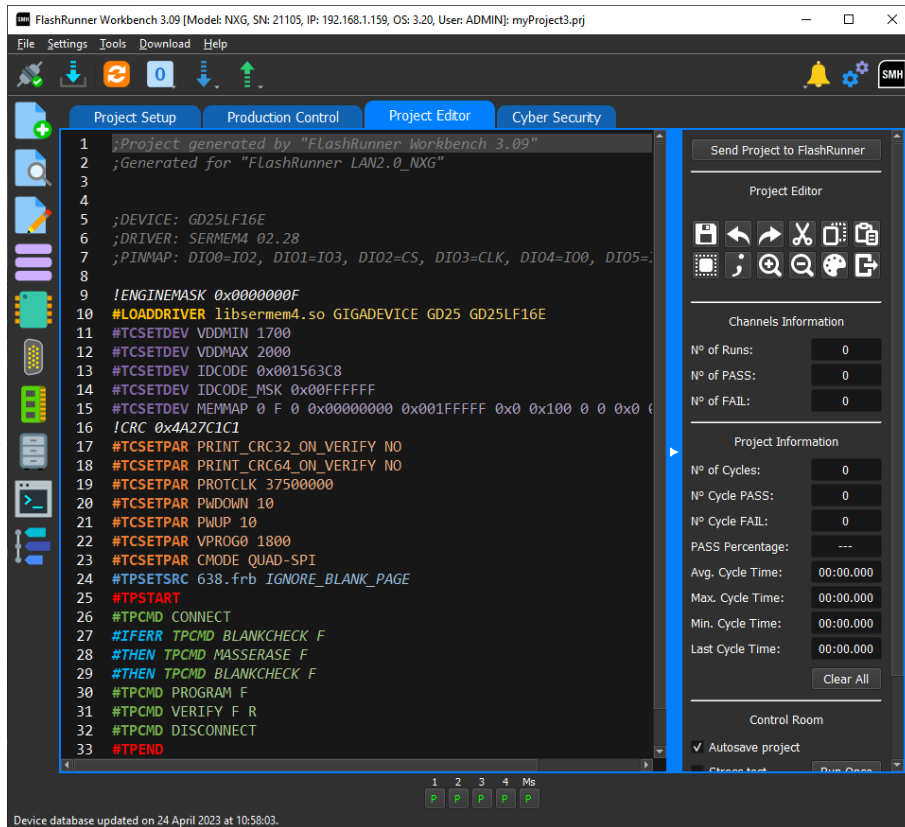 FlashRunner Workbench 3.09 [Model: NXG, SN: 21105, IP: 192.168.1.159, OS: 3.20, User: ADMIN]: myProject3.prj
File Settings Tools Download Help
SMH
Project Setup Production Control Project Editor Cyber Security
1 ;Project generated by "FlashRunner Workbench 3.09"
2 ;Generated for "FlashRunner LAN2.0_NXG"
3
4
5 ;DEVICE: GD25LF16E
6 ;DRIVER: SERMEM4 02.28
7 ;PINMAP: DIO0=IO2, DIO1=IO3, DIO2=CS, DIO3=CLK, DIO4=IO0, DIO5=
8
9 !ENGINEMASK 0x0000000F
10 #LOADDRIVER libsermem4.so GIGADEVICE GD25 GD25LF16E
11 #TCSETDEV VDDMIN 1700
12 #TCSETDEV VDDMAX 2000
13 #TCSETDEV IDCODE 0x001563C8
14 #TCSETDEV IDCODE_MSK 0x00FFFFFF
15 #TCSETDEV MEMMAP 0 F 0 0x00000000 0x001FFFFF 0x0 0x100 0 0 0x0
16 !CRC 0x4A27C1C1
17 #TCSETPAR PRINT_CRC32_ON_VERIFY NO
18 #TCSETPAR PRINT_CRC64_ON_VERIFY NO
19 #TCSETPAR PROTCLK 37500000
20 #TCSETPAR PWDOWN 10
21 #TCSETPAR PWUP 10
22 #TCSETPAR VPROG0 1800
23 #TCSETPAR CMODE QUAD-SPI
24 #TPSETSRC 638.frb IGNORE_BLANK_PAGE
25 #TPSTART
26 #TPCMD CONNECT
27 #IFERR TPCMD BLANKCHECK F
28 #THEN TPCMD MASSERASE F
29 #THEN TPCMD BLANKCHECK F
30 #TPCMD PROGRAM F
31 #TPCMD VERIFY F R
32 #TPCMD DISCONNECT
33 #TPEND
Send Project to FlashRunner
Project Editor
Channels Information
N° of Runs: 0
N° of PASS: 0
N° of FAIL: 0
Project Information
N° of Cycles: 0
N° Cycle PASS: 0
N° Cycle FAIL: 0
PASS Percentage: ---
Avg. Cycle Time: 00:00.000
Max. Cycle Time: 00:00.000
Min. Cycle Time: 00:00.000
Last Cycle Time: 00:00.000
Clear All
Control Room
Autosave project
Stress test Run Once
1 2 3 4 Ms
P P P P P
Device database updated on 24 April 2023 at 10:58:03.